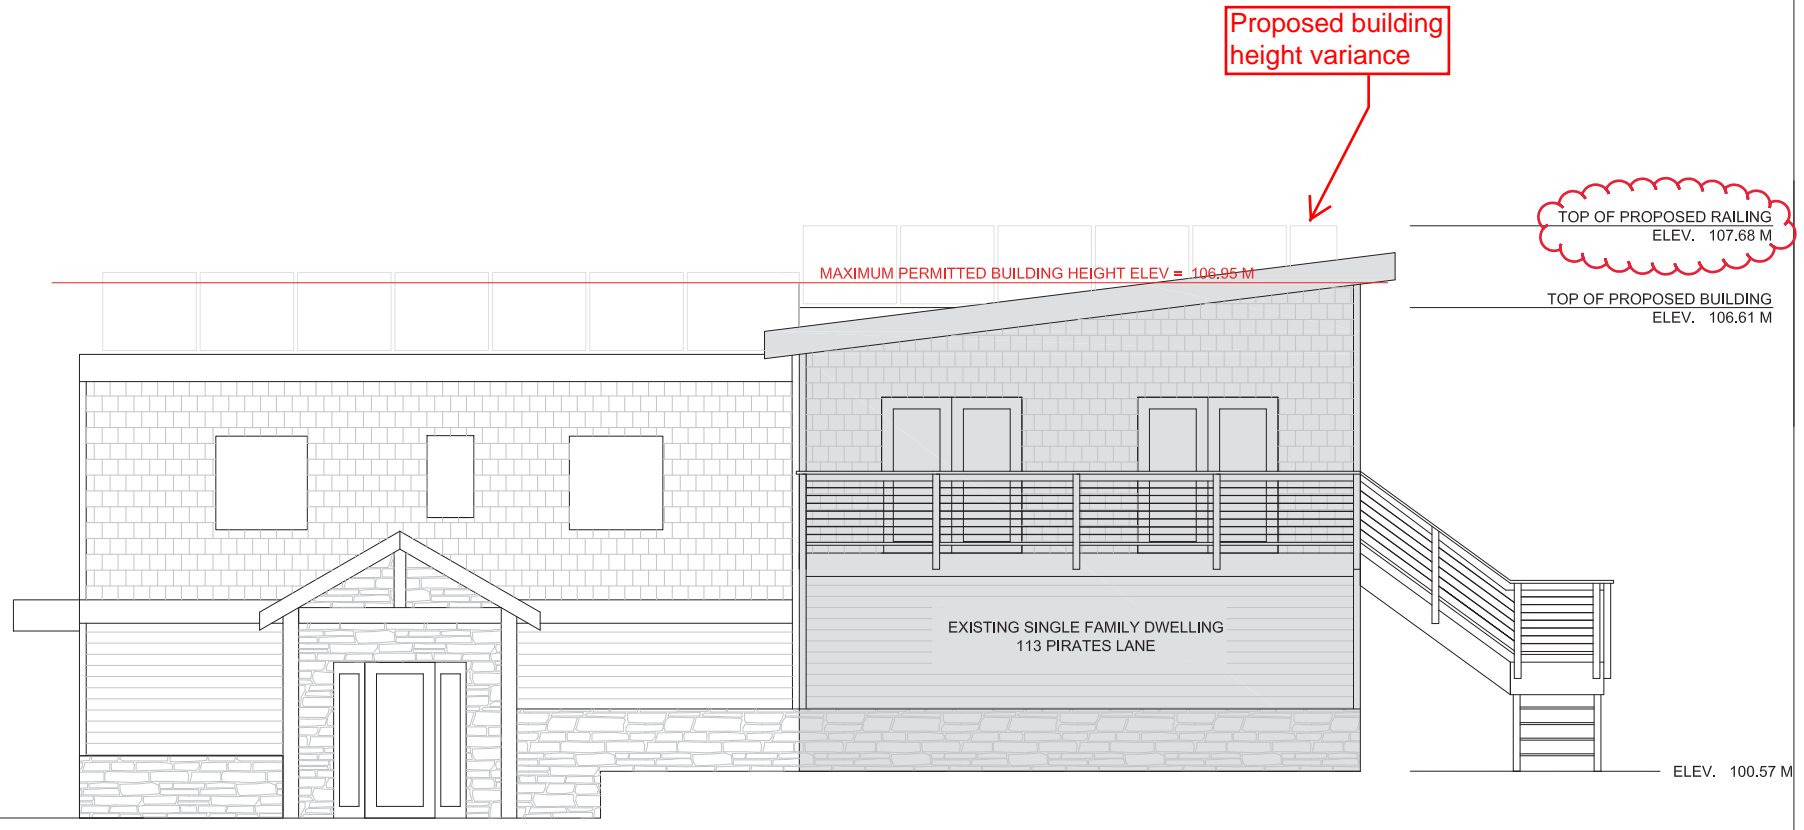 Proposed building
height variance
TOP OF PROPOSED RAILING
ELEV. 107.68 M
MAXIMUM PERMITTED BUILDING HEIGHT ELEV = 106.95 M
TOP OF PROPOSED BUILDING
ELEV. 106.61 M
EXISTING SINGLE FAMILY DWELLING
113 PIRATES LANE
ELEV. 100.57 M